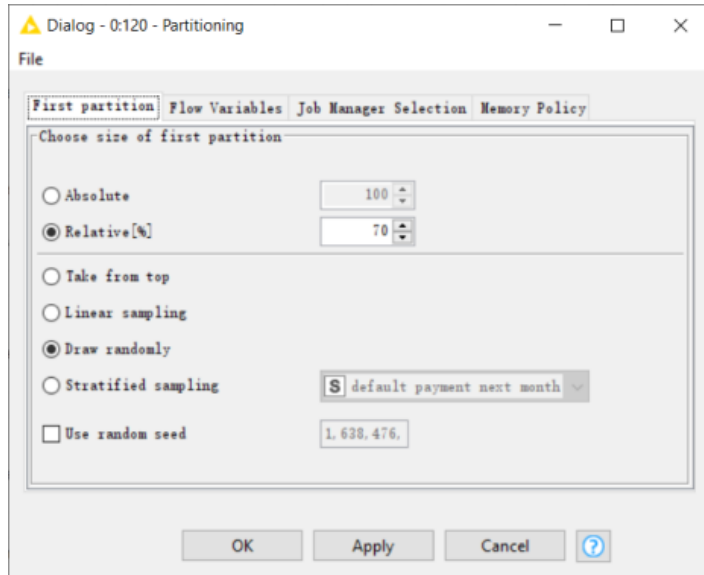 Dialog - 0:120 - Partitioning
File
First partition Flow Variables Job Manager Selection Memory Policy
Choose size of first partition
Absolute 100
Relative[%] 70
Take from top
Linear sampling
Draw randomly
Stratified sampling S default payment next month
Use random seed 1,638,476,
OK Apply Cancel ?